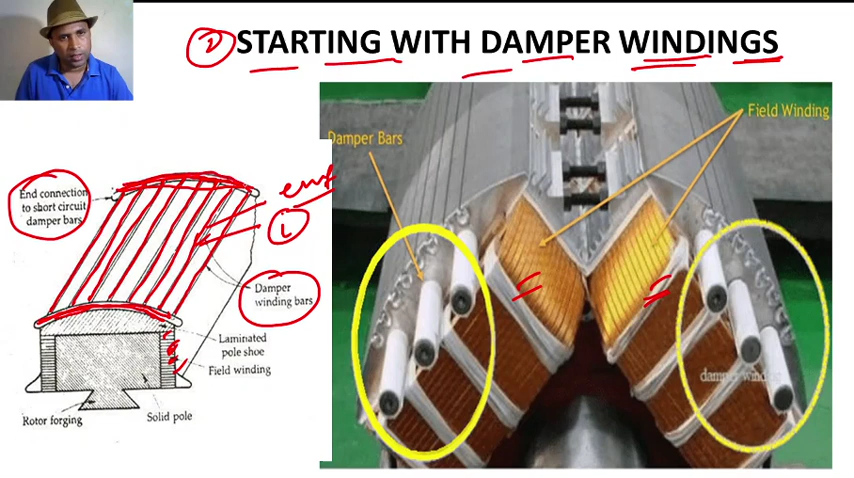 2 STARTING WITH DAMPER WINDINGS
Damper Bars
Field Winding
damper winding
End connection
to short circuit
damper bars
emf
i
Damper
winding bars
Laminated
pole shoe
Field winding
Solid pole
Rotor forging